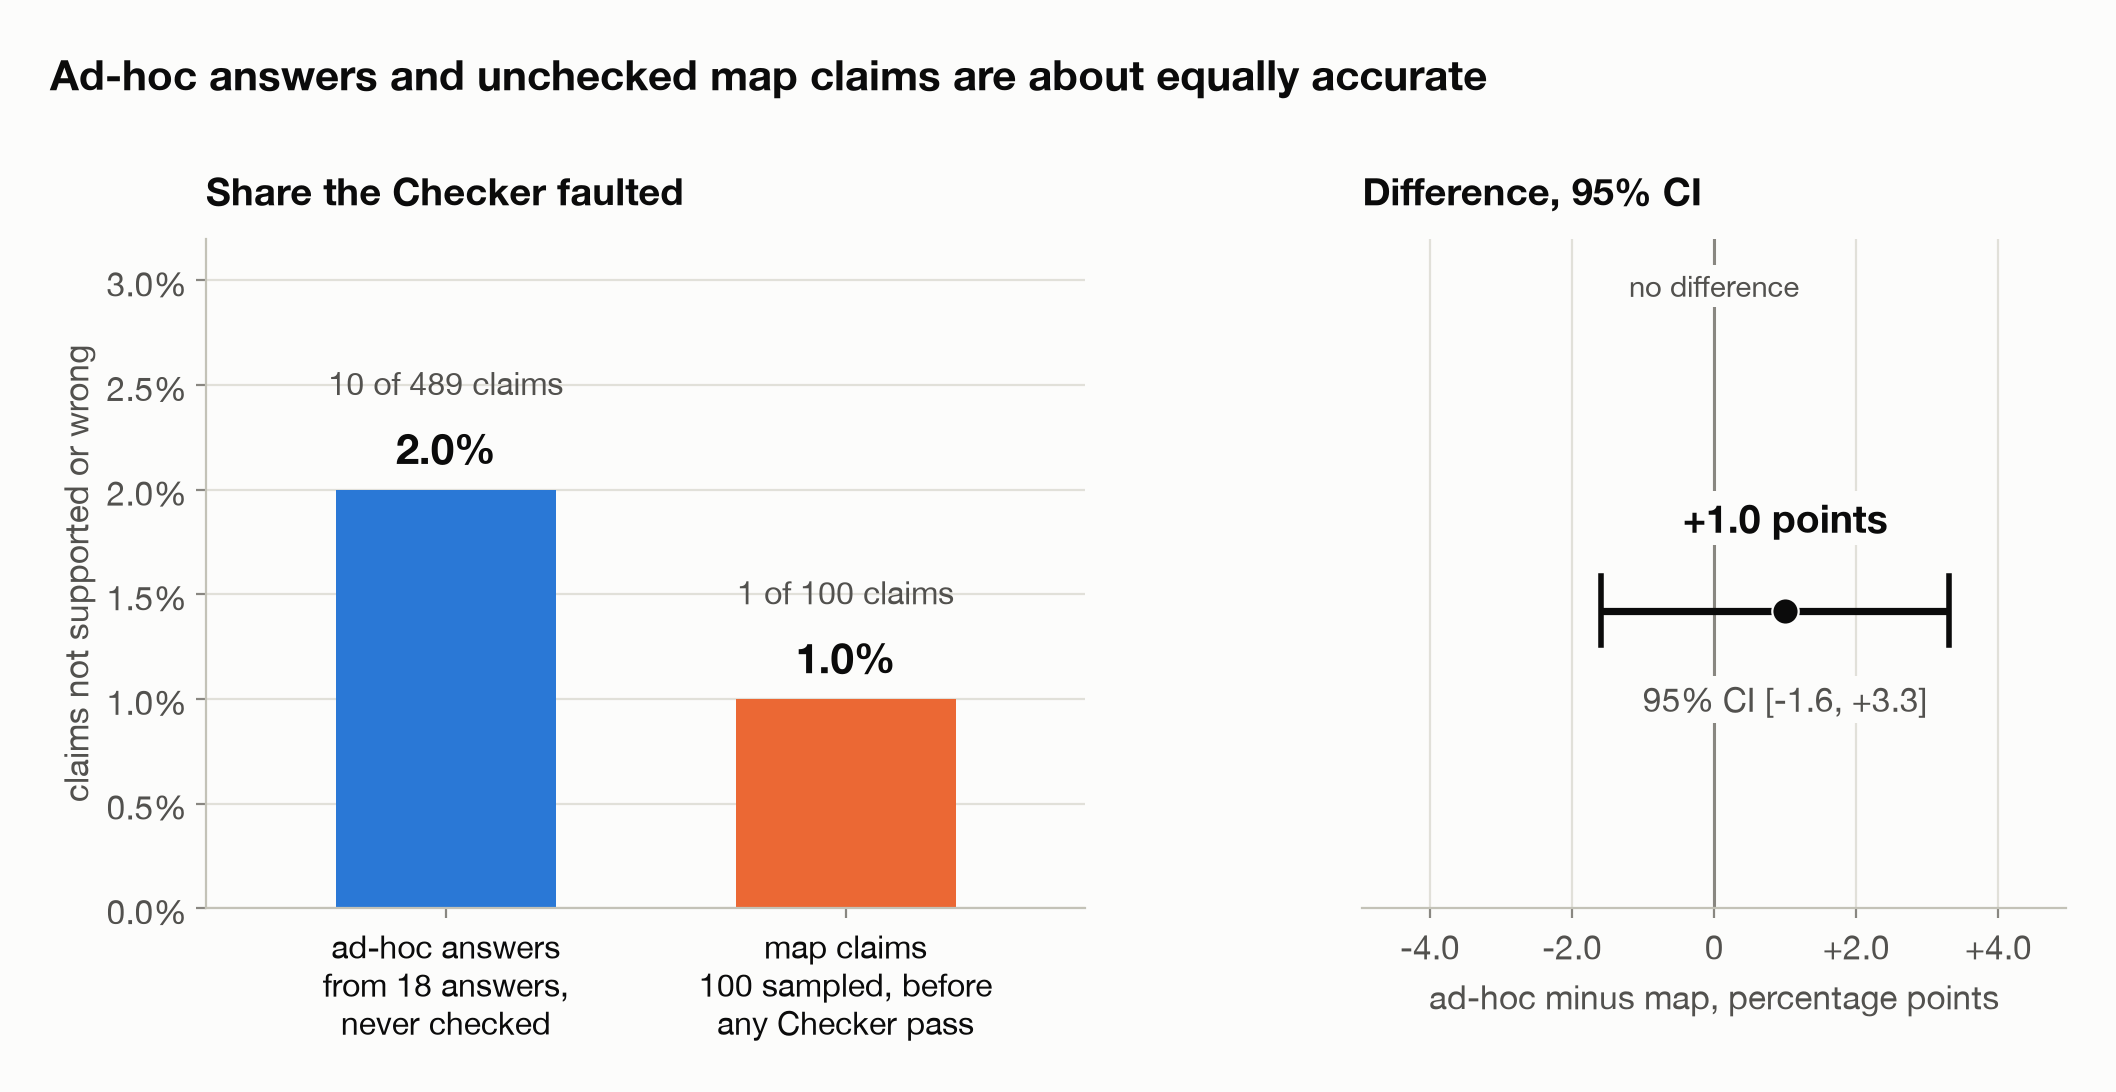 Ad-hoc answers and unchecked map claims are about equally accurate
Share the Checker faulted
claims not supported or wrong
3.0%
2.5%
2.0%
1.5%
1.0%
0.5%
0.0%
10 of 489 claims
2.0%
1 of 100 claims
1.0%
ad-hoc answers
from 18 answers,
never checked
map claims
100 sampled, before
any Checker pass
Difference, 95% CI
no difference
+1.0 points
95% CI [-1.6, +3.3]
-4.0
-2.0
0
+2.0
+4.0
ad-hoc minus map, percentage points